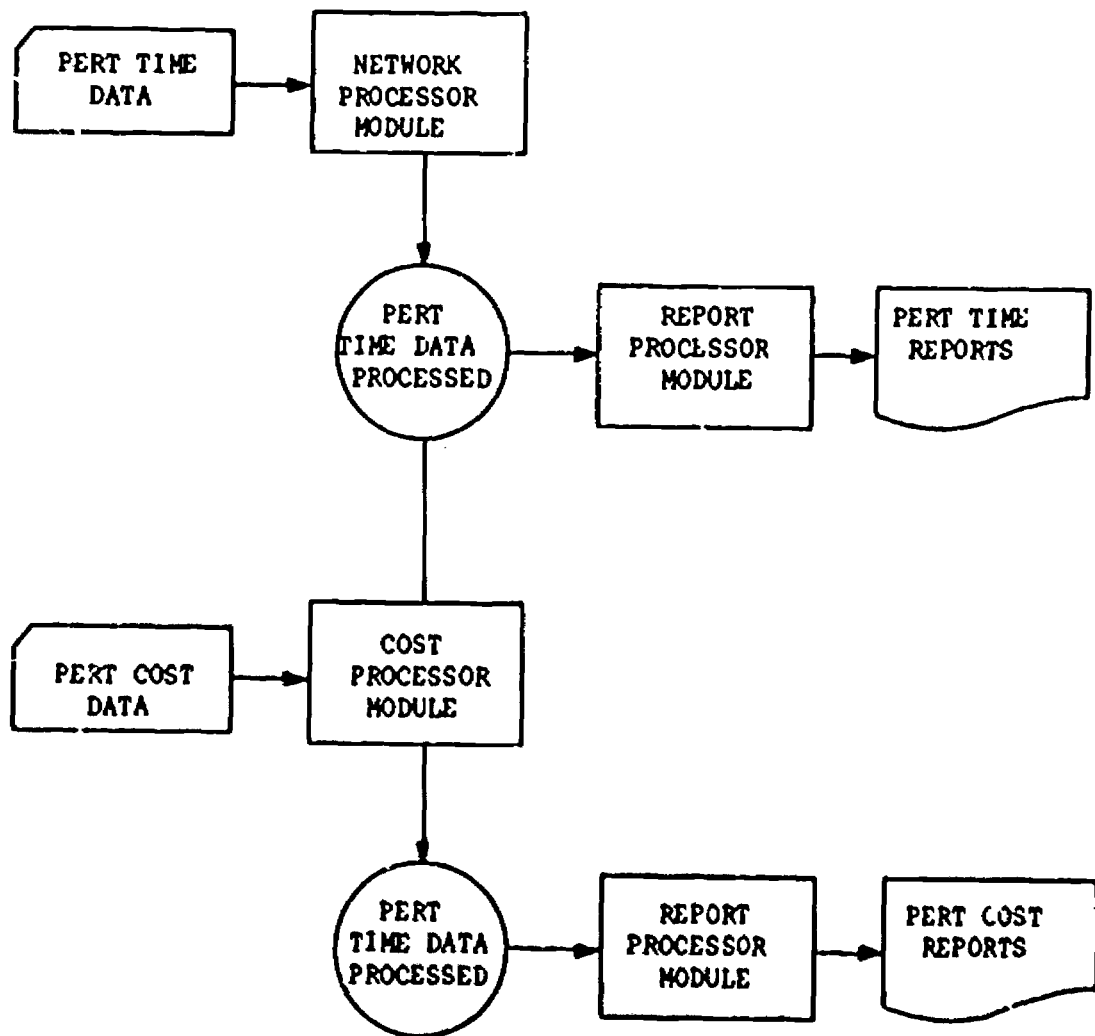 PERT TIME
DATA
NETWORK
PROCESSOR
MODULE
PERT
TIME DATA
PROCESSED
REPORT
PROCESSOR
MODULE
PERT TIME
REPORTS
PERT COST
DATA
COST
PROCESSOR
MODULE
PERT
TIME DATA
PROCESSED
REPORT
PROCESSOR
MODULE
PERT COST
REPORTS